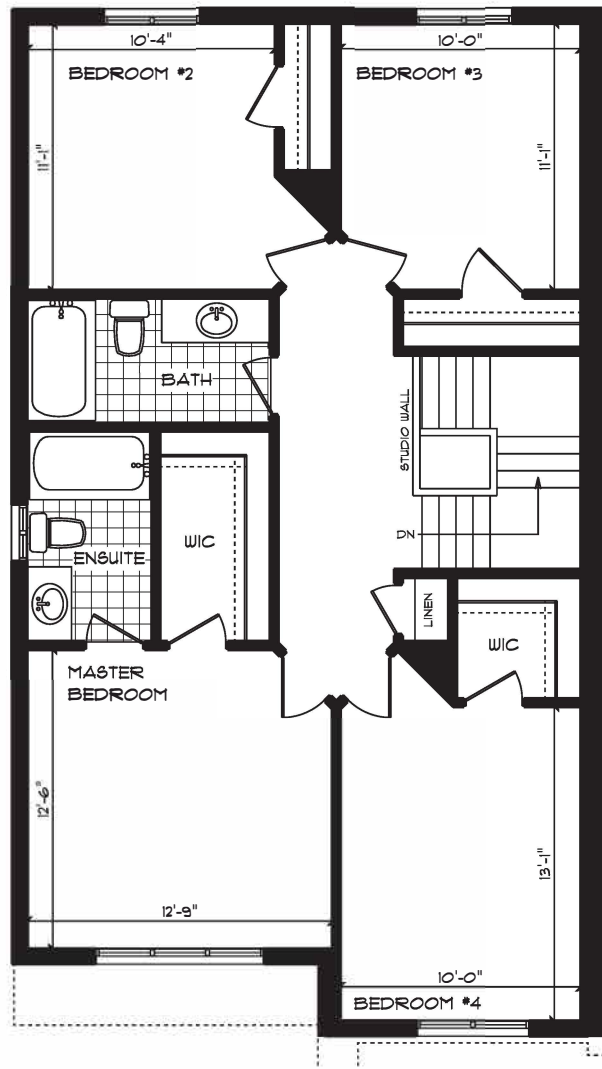 10'-4"
10'-0"
BEDROOM #2
BEDROOM #3
11'-1"
11'-1"
BATH
STUDIO WALL
WIC
ENSUITE
DN
LINEN
WIC
MASTER
BEDROOM
12'-6"
13'-1"
12'-9"
10'-0"
BEDROOM #4